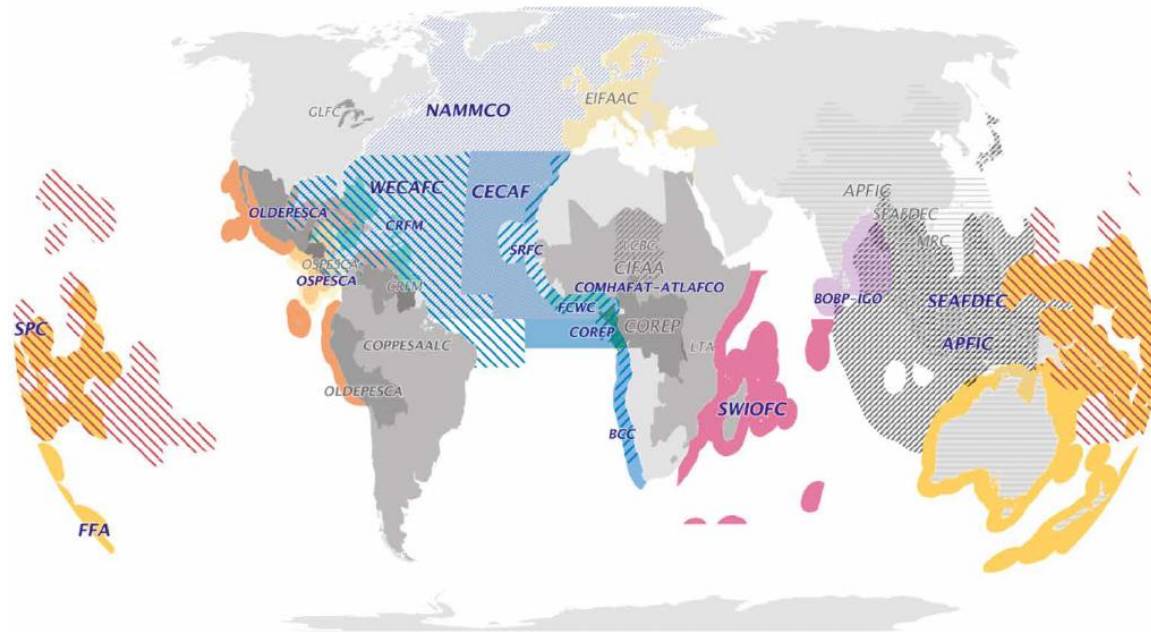 EIFAAC
GLFC
NAMMCO
WECAFC
CECAF
APFIC
OLDEPESCA
SEAFDEC
CRFM
SRFC
LCBC
MRC
OSPESCA
CIFAA
OSPESCA
COMHAFAT-ATLAFCO
CRFM
BOBP-IGO
SEAFDEC
FCWC
SPC
COREP
COREP
APFIC
COPPESAALC
LTA
OLDEPESCA
SWIOFC
BCC
FFA